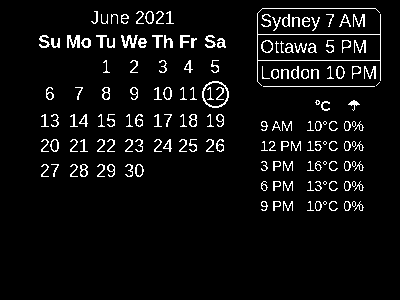 June 2021
Su Mo Tu We Th Fr Sa
1 2 3 4 5
6 7 8 9 10 11 12
13 14 15 16 17 18 19
20 21 22 23 24 25 26
27 28 29 30
Sydney 7 AM
Ottawa 5 PM
London 10 PM
°C
9 AM 10°C 0%
12 PM 15°C 0%
3 PM 16°C 0%
6 PM 13°C 0%
9 PM 10°C 0%